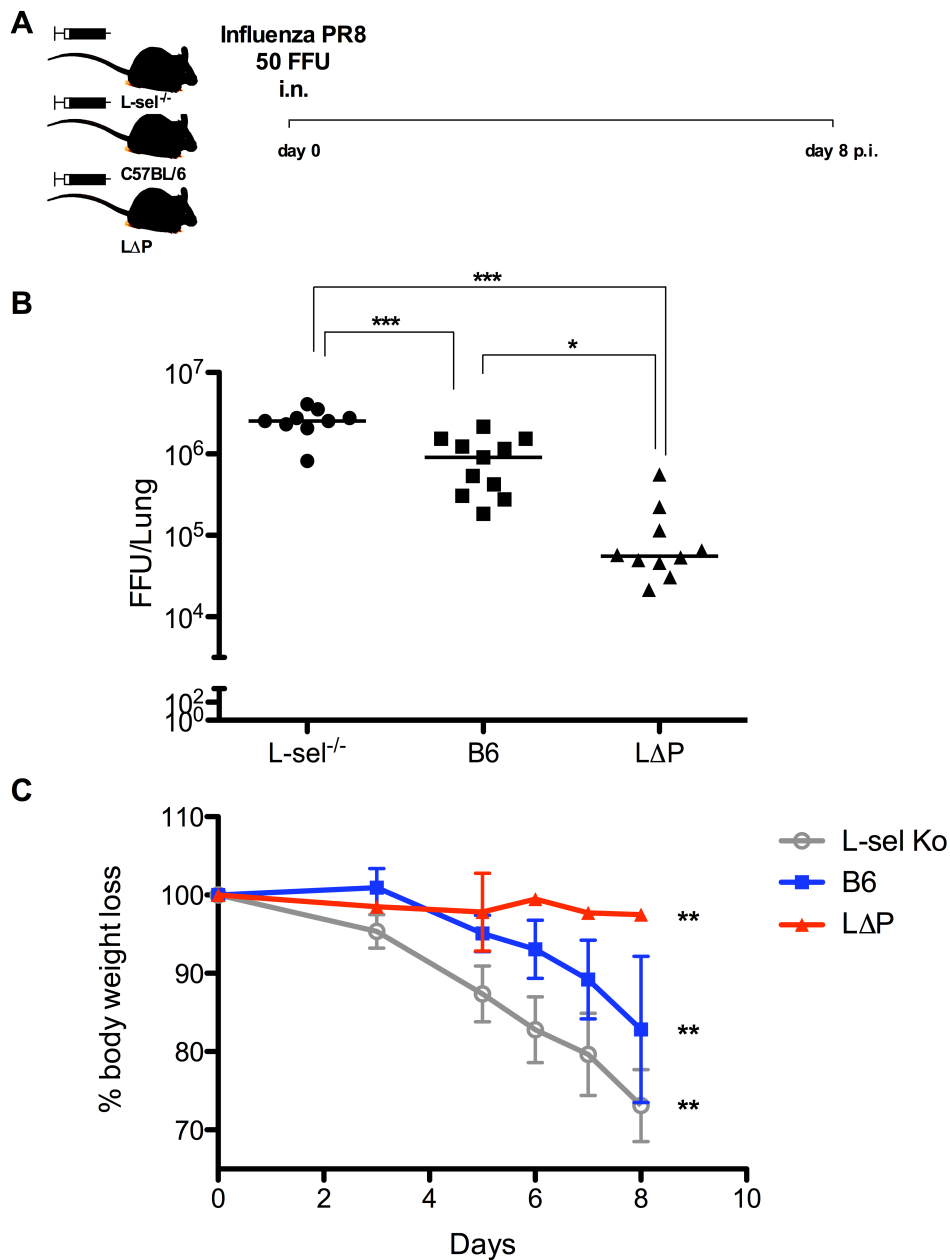 A
L-sel-/-
C57BL/6
LΔP
Influenza PR8
50 FFU
i.n.
day 0
day 8 p.i.
B
***
***
*
FFU/Lung
10⁷
10⁶
10⁵
10⁴
10²
10⁰
L-sel-/-
B6
LΔP
C
% body weight loss
110
100
90
80
70
0
2
4
6
8
10
Days
L-sel Ko
B6
LΔP
**
**
**